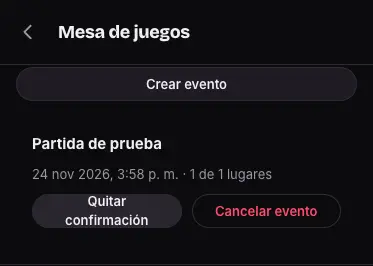 Mesa de juegos
Crear evento
Partida de prueba
24 nov 2026, 3:58 p. m. · 1 de 1 lugares
Quitar
confirmación
Cancelar evento